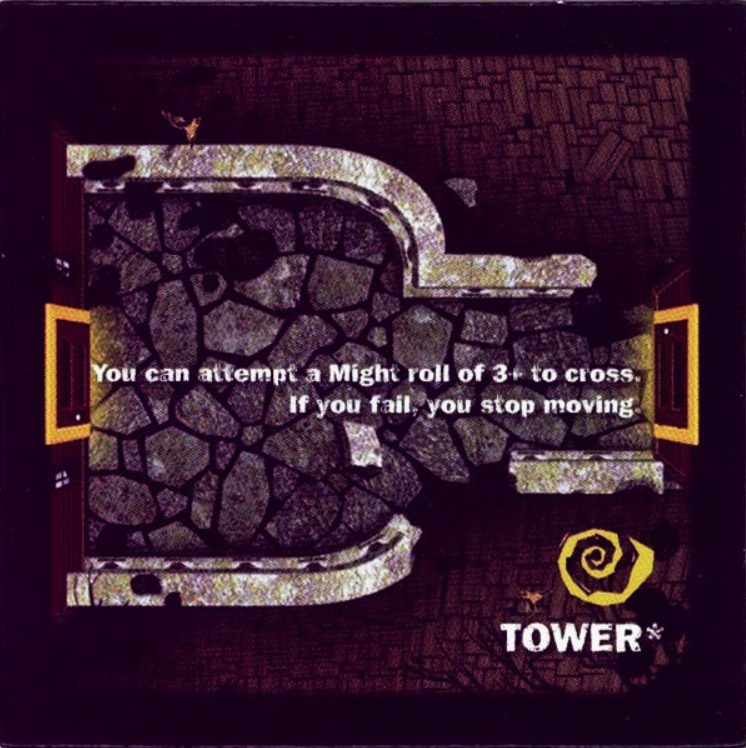 You can attempt a Might roll of 3+ to cross.
If you fail, you stop moving.
TOWER*